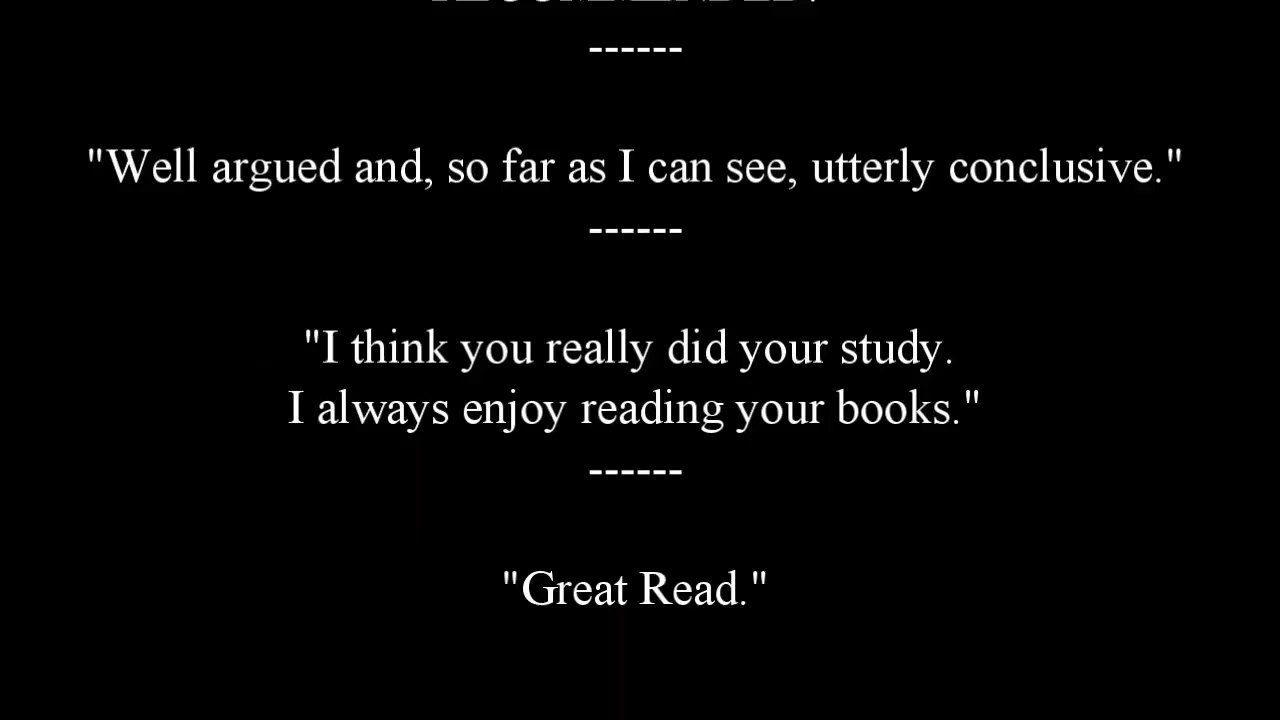 ------
"Well argued and, so far as I can see, utterly conclusive."
------
"I think you really did your study.
I always enjoy reading your books."
------
"Great Read."